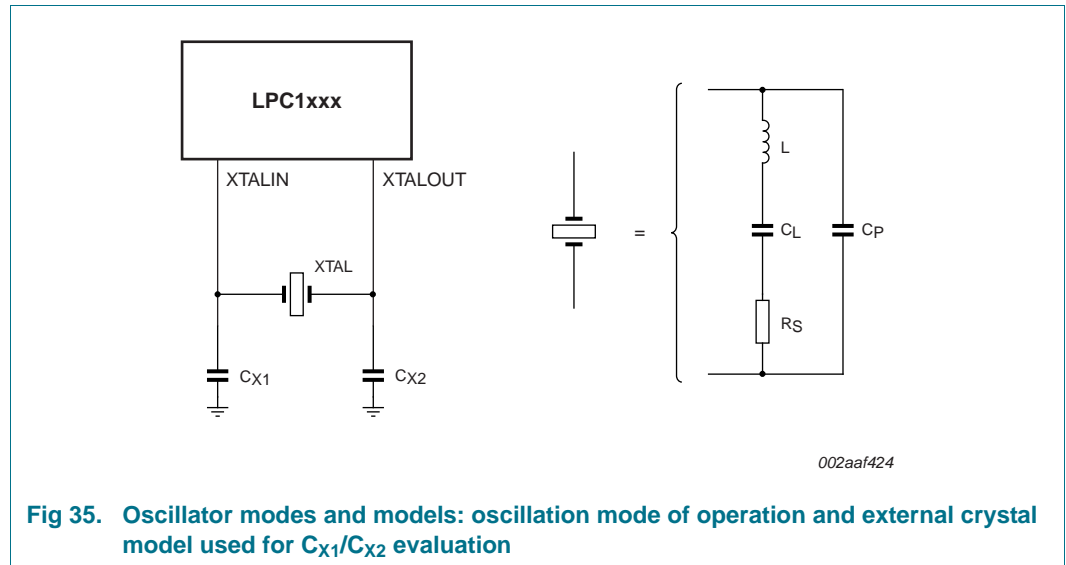 LPC1xxx
XTALIN
XTALOUT
XTAL
CX1
CX2
=
L
CL
CP
RS
002aaf424
Fig 35. Oscillator modes and models: oscillation mode of operation and external crystal
model used for CX1/CX2 evaluation